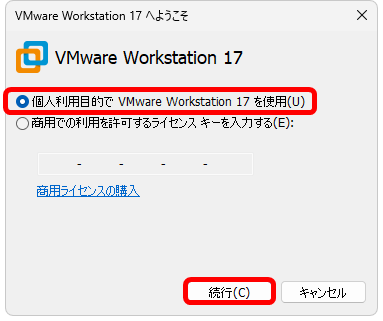 VMware Workstation 17 へようこそ
VMware Workstation 17
個人利用目的で VMware Workstation 17 を使用(U)
商用での利用を許可するライセンス キーを入力する(E):
- - - -
商用ライセンスの購入
続行(C)
キャンセル